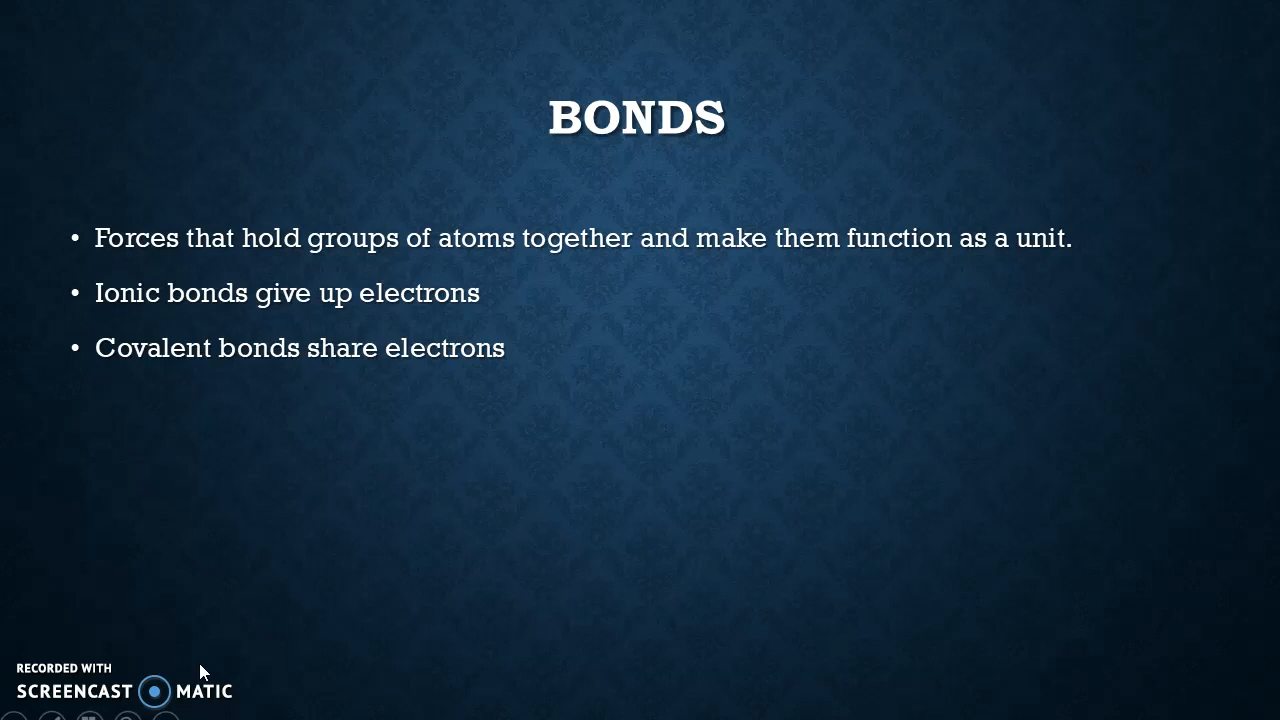 BONDS
• Forces that hold groups of atoms together and make them function as a unit.
• Ionic bonds give up electrons
• Covalent bonds share electrons
RECORDED WITH
SCREENCAST MATIC